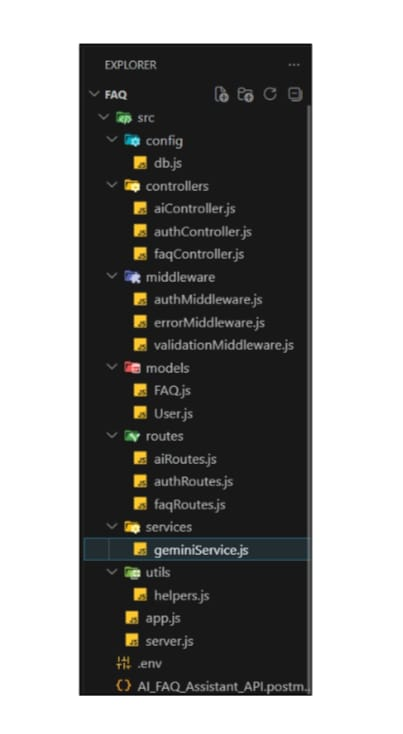 EXPLORER
FAQ
src
config
db.js
controllers
aiController.js
authController.js
faqController.js
middleware
authMiddleware.js
errorMiddleware.js
validationMiddleware.js
models
FAQ.js
User.js
routes
aiRoutes.js
authRoutes.js
faqRoutes.js
services
geminiService.js
utils
helpers.js
app.js
server.js
.env
AI_FAQ_Assistant_API.postm...